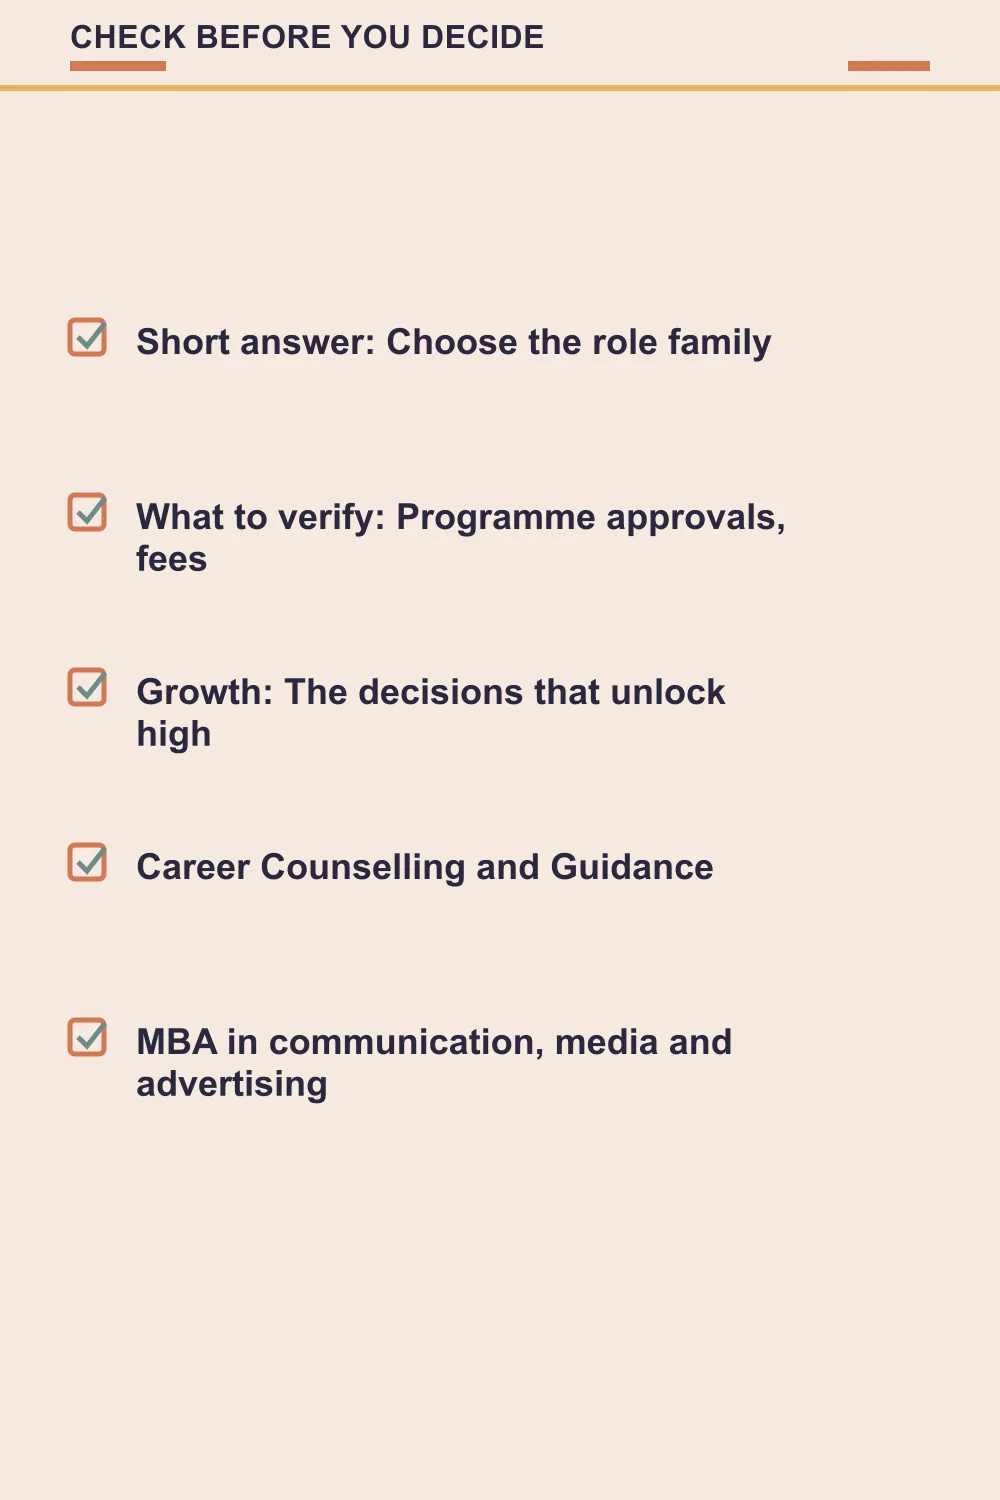 CHECK BEFORE YOU DECIDE
Short answer: Choose the role family
What to verify: Programme approvals,
fees
Growth: The decisions that unlock
high
Career Counselling and Guidance
MBA in communication, media and
advertising